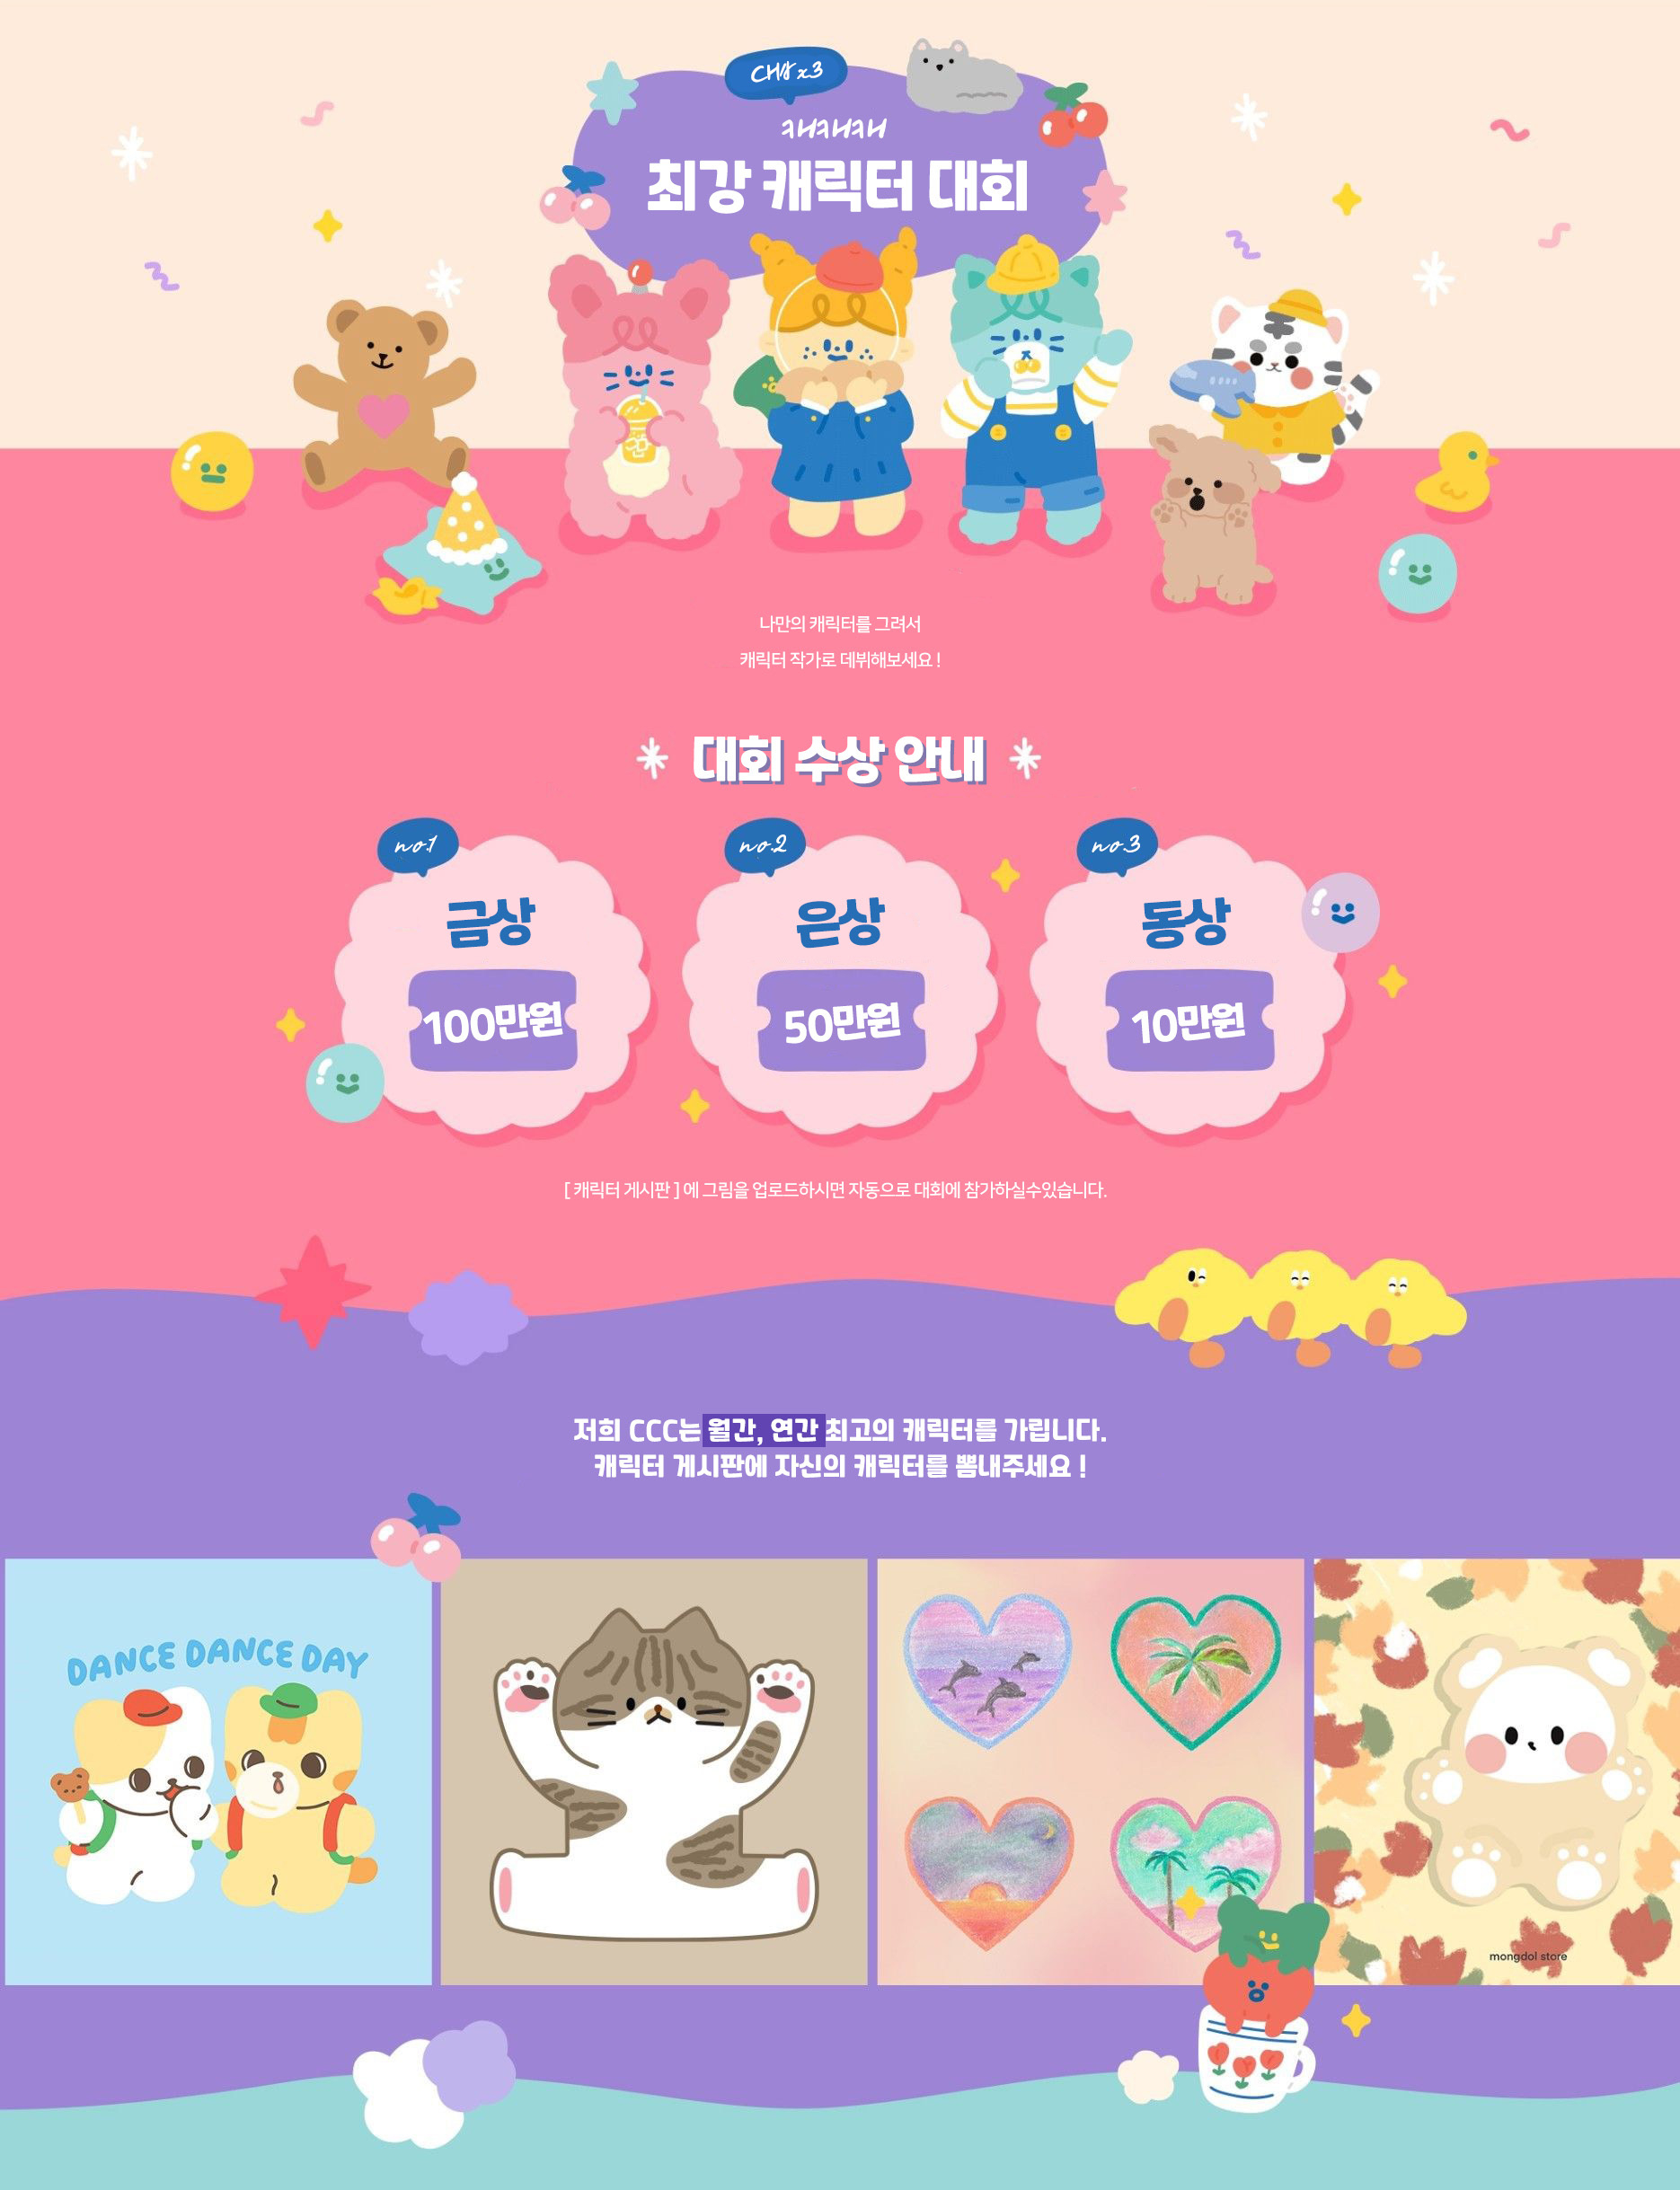 CH남x3
캐캐캐
최강 캐릭터 대회
나만의 캐릭터를 그려서
캐릭터 작가로 데뷔해보세요 !
대회 수상 안내
no.1
no.2
no.3
금상
은상
동상
100만원
50만원
10만원
[ 캐릭터 게시판 ] 에 그림을 업로드하시면 자동으로 대회에 참가하실수있습니다.
저희 CCC는 월간, 연간 최고의 캐릭터를 가립니다.
캐릭터 게시판에 자신의 캐릭터를 뽐내주세요 !
DANCE DANCE DAY
mongdol store